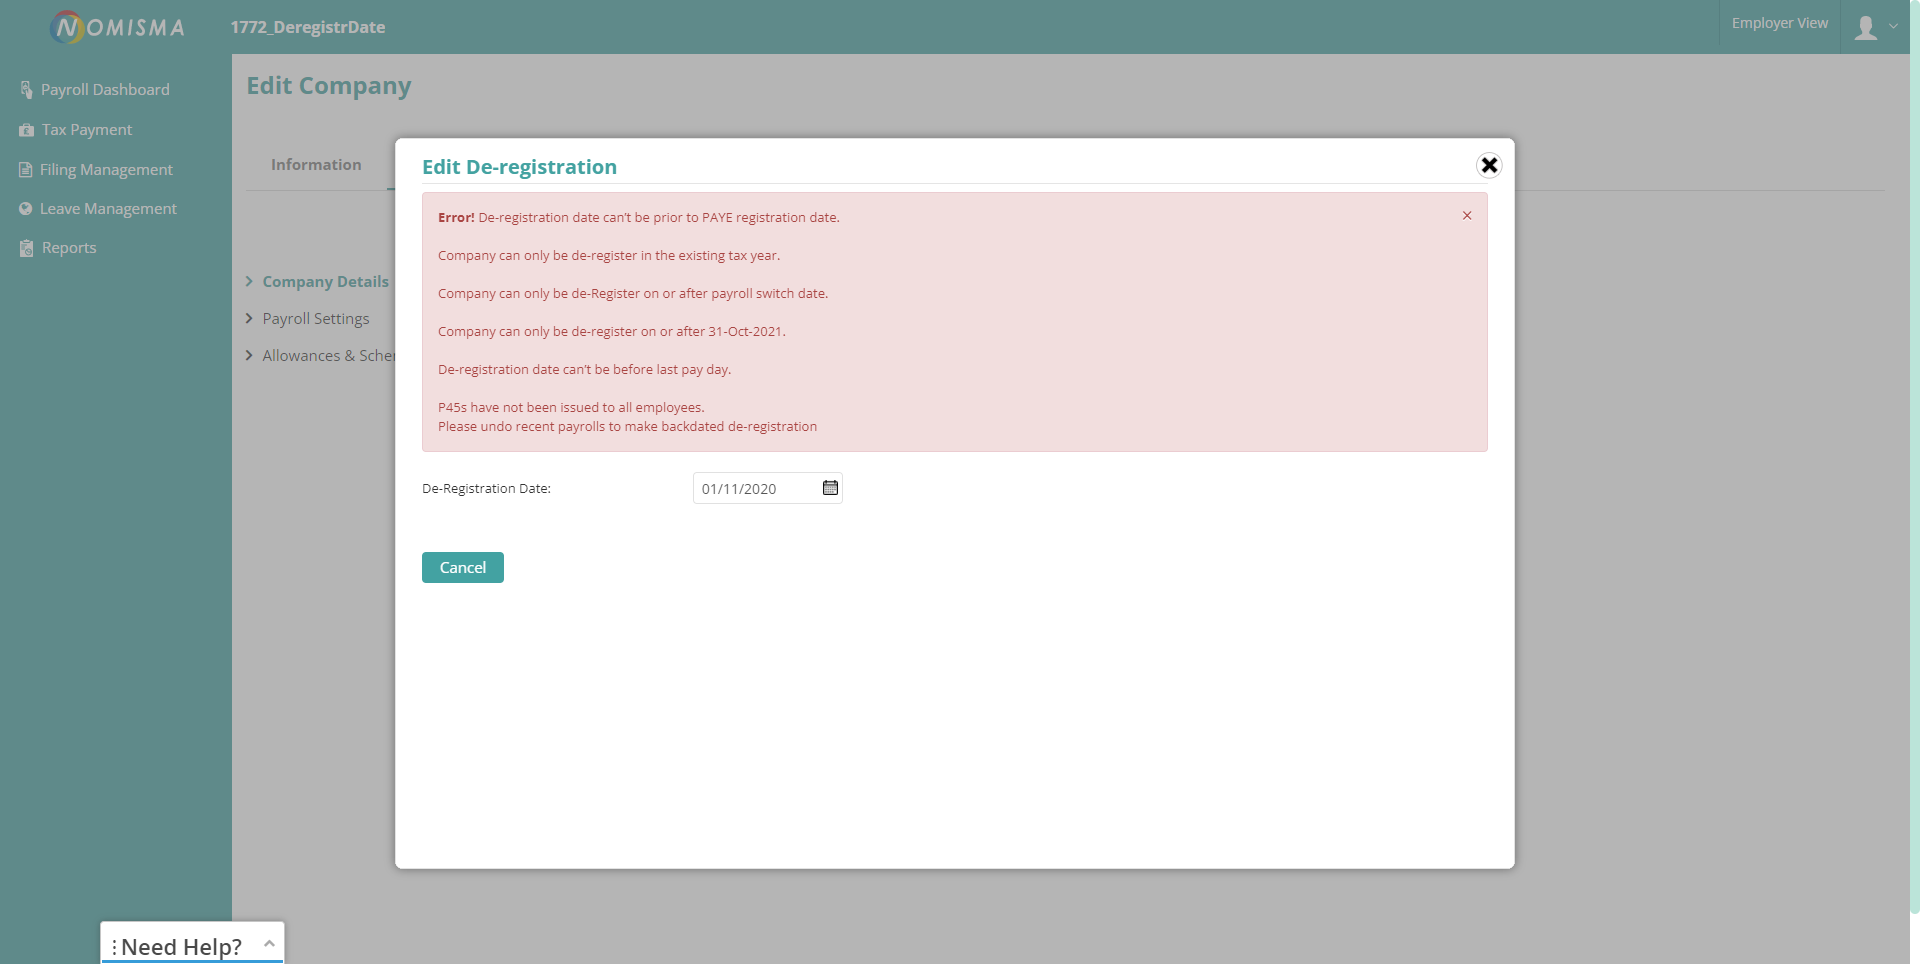 NOMISMA
1772_DeregistrDate
Employer View
Payroll Dashboard
Tax Payment
Filing Management
Leave Management
Reports
Edit Company
Information
Company Details
Payroll Settings
Allowances & Scher
Edit De-registration
Error! De-registration date can't be prior to PAYE registration date.
Company can only be de-register in the existing tax year.
Company can only be de-Register on or after payroll switch date.
Company can only be de-register on or after 31-Oct-2021.
De-registration date can't be before last pay day.
P45s have not been issued to all employees.
Please undo recent payrolls to make backdated de-registration
De-Registration Date:
01/11/2020
Cancel
Need Help?